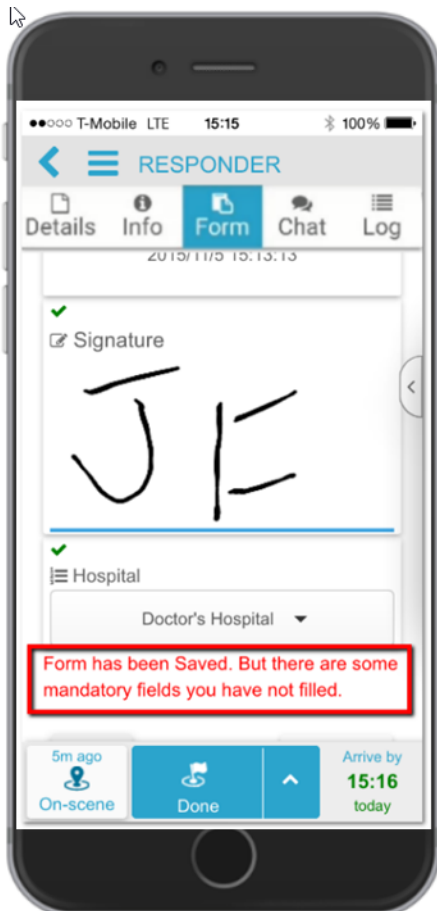 T-Mobile LTE 15:15 100%
RESPONDER
Details Info Form Chat Log
2015/11/5 15:13:13
Signature
JE
Hospital
Doctor's Hospital
Form has been Saved. But there are some
mandatory fields you have not filled.
5m ago
On-scene
Done
Arrive by
15:16
today